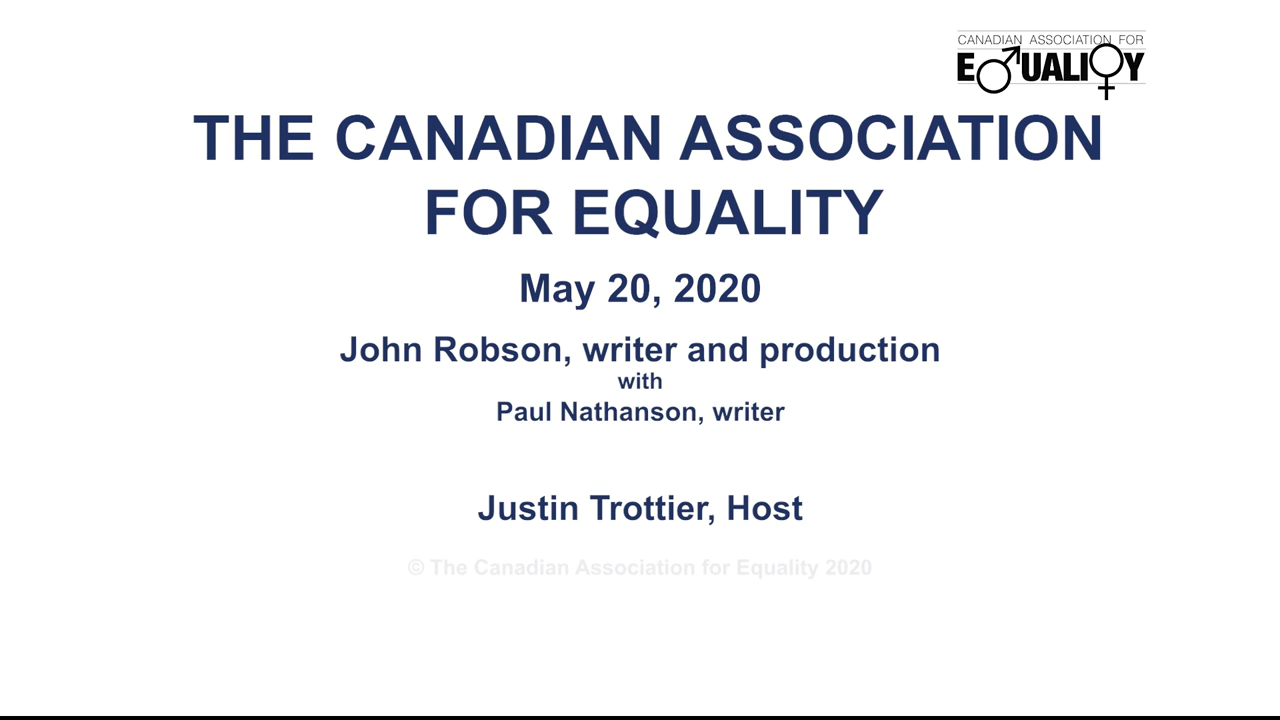 CANADIAN ASSOCIATION FOR
EQUALITY
THE CANADIAN ASSOCIATION
FOR EQUALITY
May 20, 2020
John Robson, writer and production
with
Paul Nathanson, writer
Justin Trottier, Host
© The Canadian Association for Equality 2020